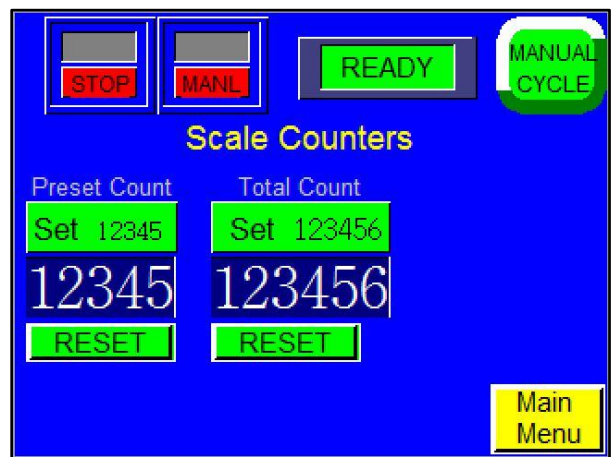 STOP MANL READY MANUAL
CYCLE
Scale Counters
Preset Count Total Count
Set 12345 Set 123456
12345 123456
RESET RESET
Main
Menu